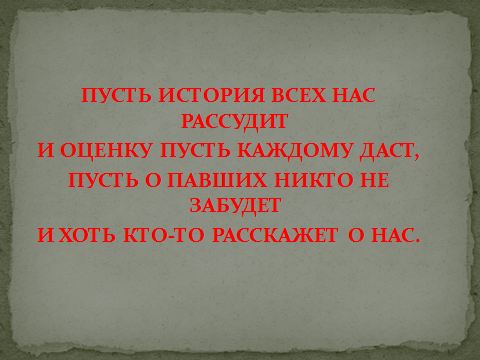 ПУСТЬ ИСТОРИЯ ВСЕХ НАС
РАССУДИТ
И ОЦЕНКУ ПУСТЬ КАЖДОМУ ДАСТ,
ПУСТЬ О ПАВШИХ НИКТО НЕ
ЗАБУДЕТ
И ХОТЬ КТО-ТО РАССКАЖЕТ О НАС.